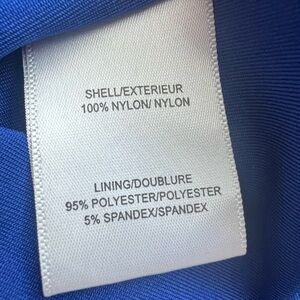 SHELL/EXTERIEUR
100% NYLON/ NYLON
LINING/DOUBLURE
95% POLYESTER/POLYESTER
5% SPANDEX/SPANDEX